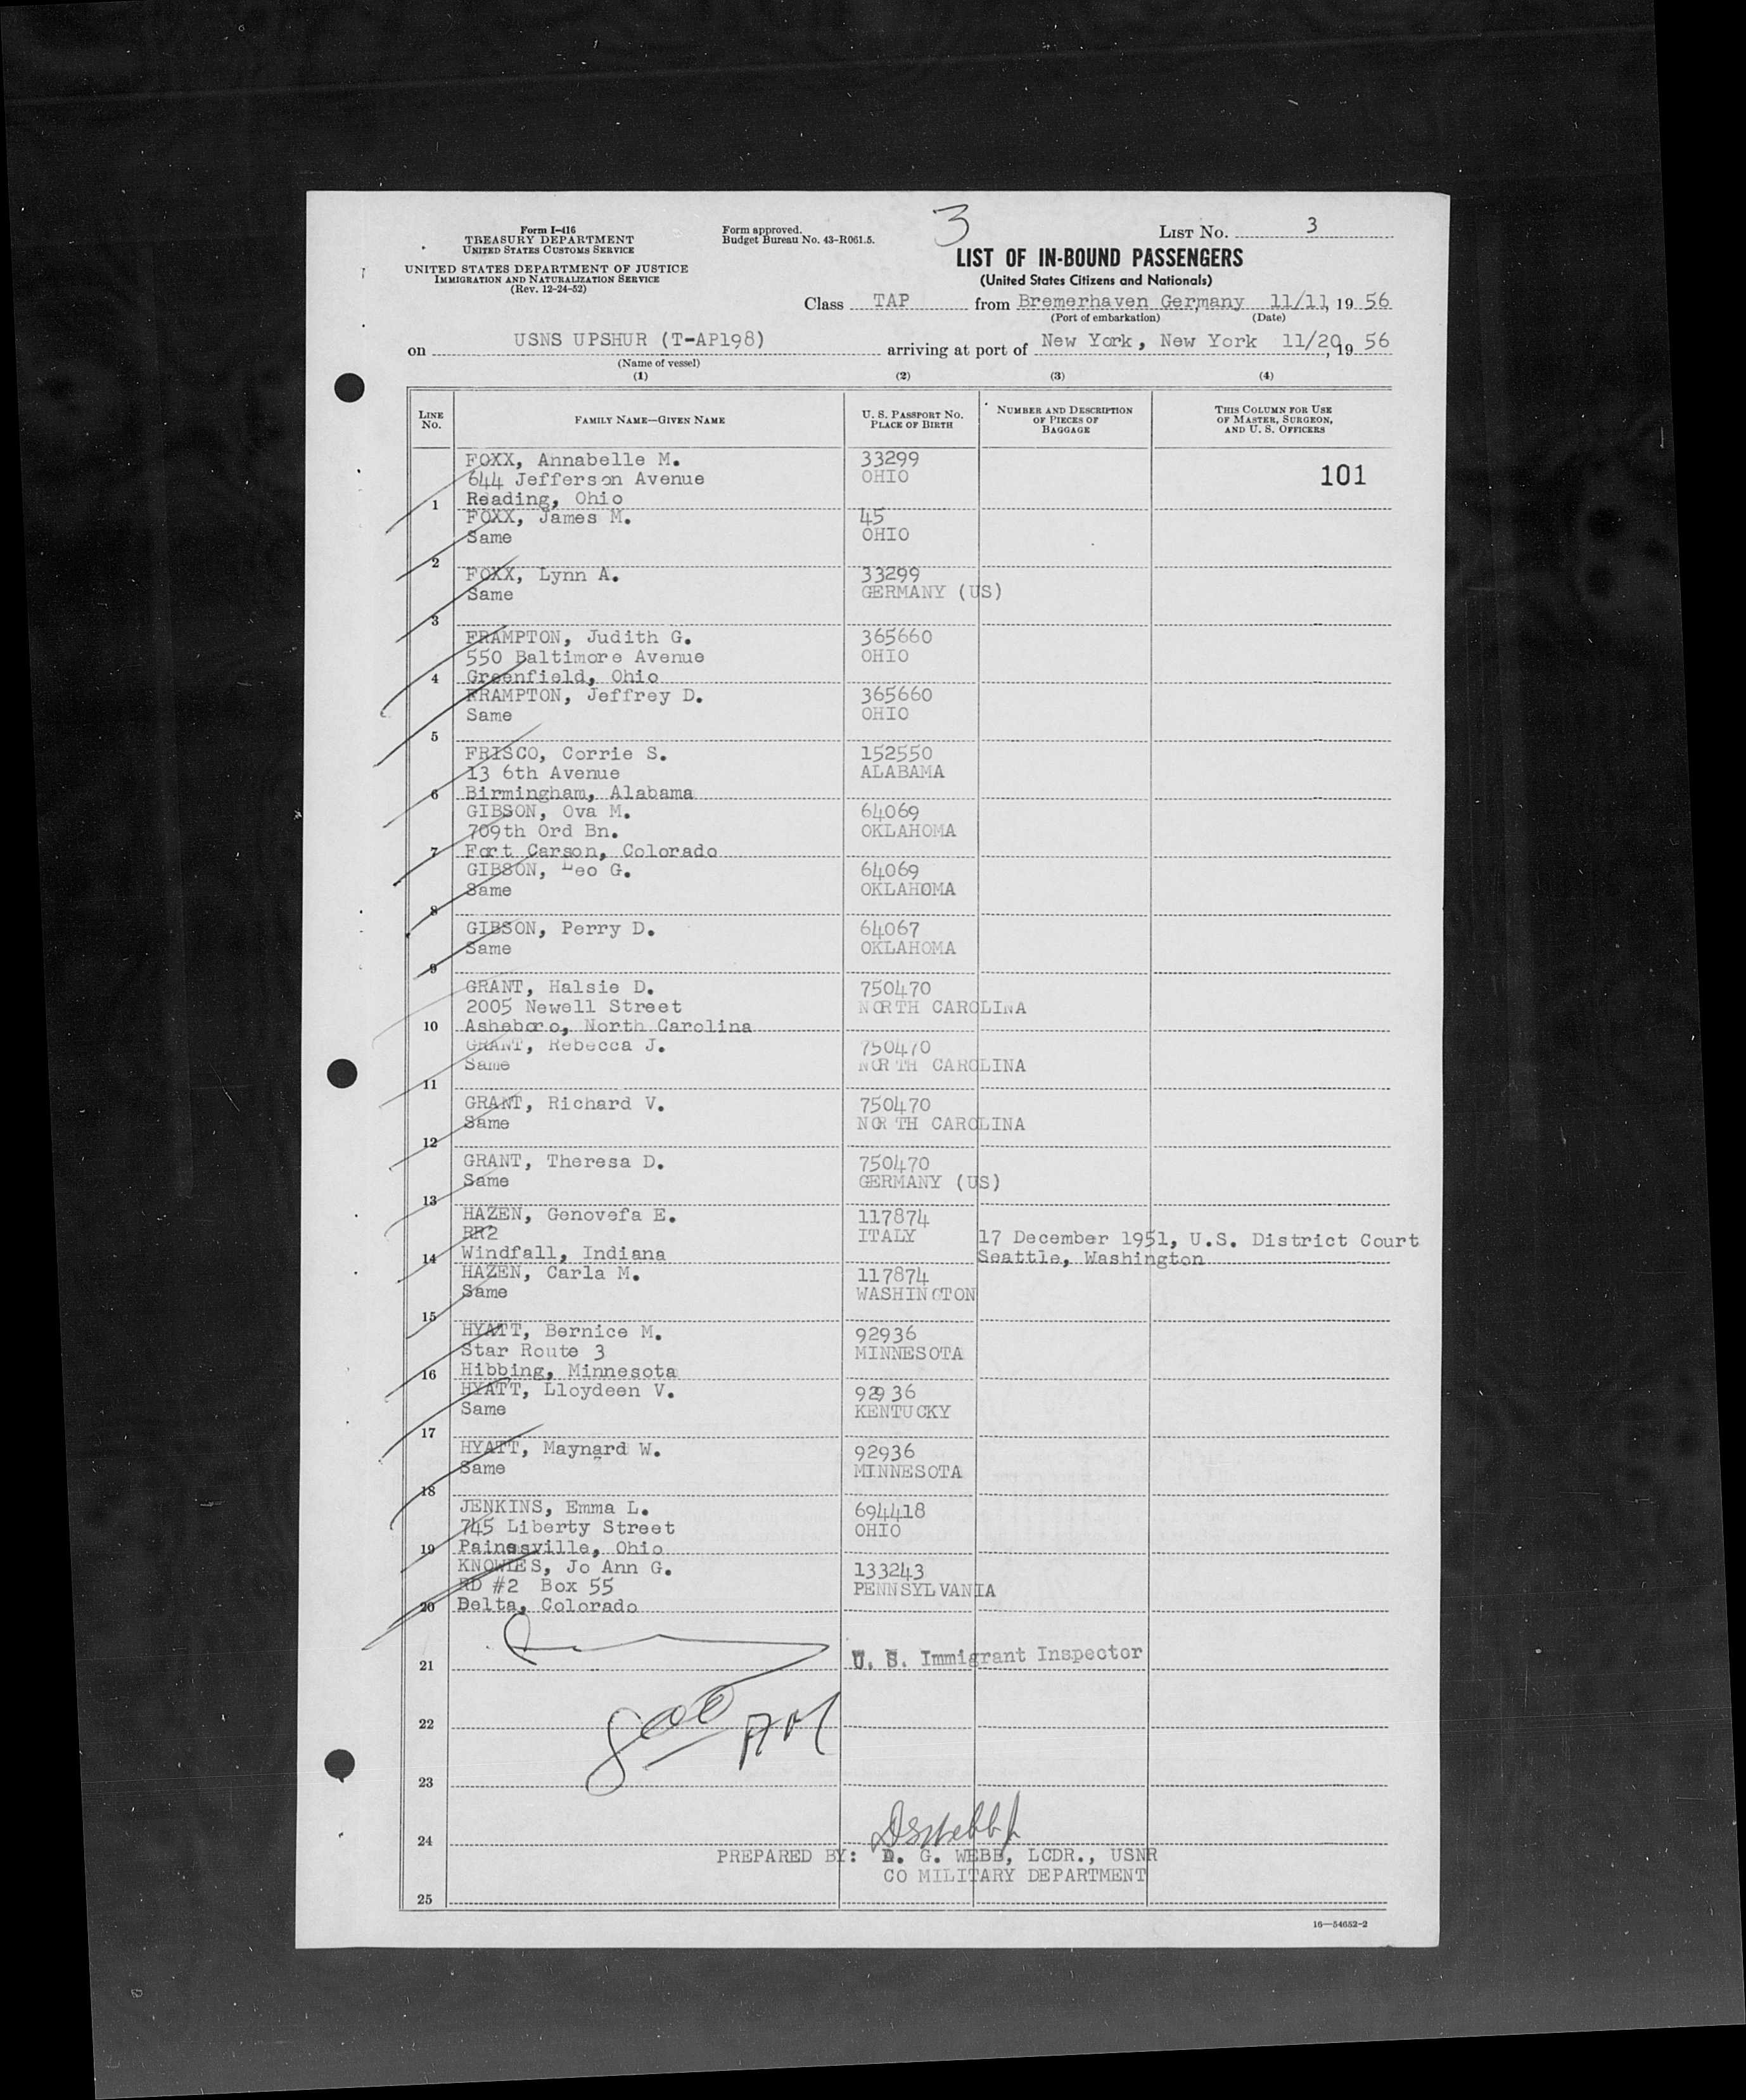 Form I-416
TREASURY DEPARTMENT
UNITED STATES CUSTOMS SERVICE
UNITED STATES DEPARTMENT OF JUSTICE
IMMIGRATION AND NATURALIZATION SERVICE
(Rev. 12-24-52)
Form approved.
Budget Bureau No. 43-R061.5.
3
LIST NO. 3
LIST OF IN-BOUND PASSENGERS
(United States Citizens and Nationals)
Class TAP from Bremerhaven Germany 11/11, 19 56
(Port of embarkation) (Date)
on USNS UPSHUR (T-AP198) arriving at port of New York, New York 11/20, 19 56
(Name of vessel)
(1) (2) (3) (4)
LINE NO. FAMILY NAME—GIVEN NAME U. S. PASSPORT NO. PLACE OF BIRTH NUMBER AND DESCRIPTION OF PIECES OF BAGGAGE THIS COLUMN FOR USE OF MASTER, SURGEON, AND U. S. OFFICERS
FOXX, Annabelle M. 33299
644 Jefferson Avenue OHIO 101
1 Reading, Ohio
FOXX, James M. 45
Same OHIO
2
FOXX, Lynn A. 33299
Same GERMANY (US)
3
FRAMPTON, Judith G. 365660
550 Baltimore Avenue OHIO
4 Greenfield, Ohio
FRAMPTON, Jeffrey D. 365660
Same OHIO
5
FRISCO, Corrie S. 152550
13 6th Avenue ALABAMA
6 Birmingham, Alabama
GIBSON, Ova M. 64069
709th Ord Bn. OKLAHOMA
7 Fort Carson, Colorado
GIBSON, Leo G. 64069
Same OKLAHOMA
8
GIBSON, Perry D. 64067
Same OKLAHOMA
9
GRANT, Halsie D. 750470
2005 Newell Street NORTH CAROLINA
10 Asheboro, North Carolina
GRANT, Rebecca J. 750470
Same NORTH CAROLINA
11
GRANT, Richard V. 750470
Same NORTH CAROLINA
12
GRANT, Theresa D. 750470
Same GERMANY (US)
13
HAZEN, Genovefa E. 117874
RR2 ITALY 17 December 1951, U.S. District Court
14 Windfall, Indiana Seattle, Washington
HAZEN, Carla M. 117874
Same WASHINGTON
15
HYATT, Bernice M. 92936
Star Route 3 MINNESOTA
16 Hibbing, Minnesota
HYATT, Lloydeen V. 92936
Same KENTUCKY
17
HYATT, Maynard W. 92936
Same MINNESOTA
18
JENKINS, Emma L. 694418
745 Liberty Street OHIO
19 Painesville, Ohio
KNOWLES, Jo Ann G. 133243
RD #2 Box 55 PENNSYLVANIA
20 Delta, Colorado
U. S. Immigrant Inspector
21
22
800 AM
23
24
PREPARED BY: D. G. WEBB, LCDR., USNR
CO MILITARY DEPARTMENT
25
16—54652-2